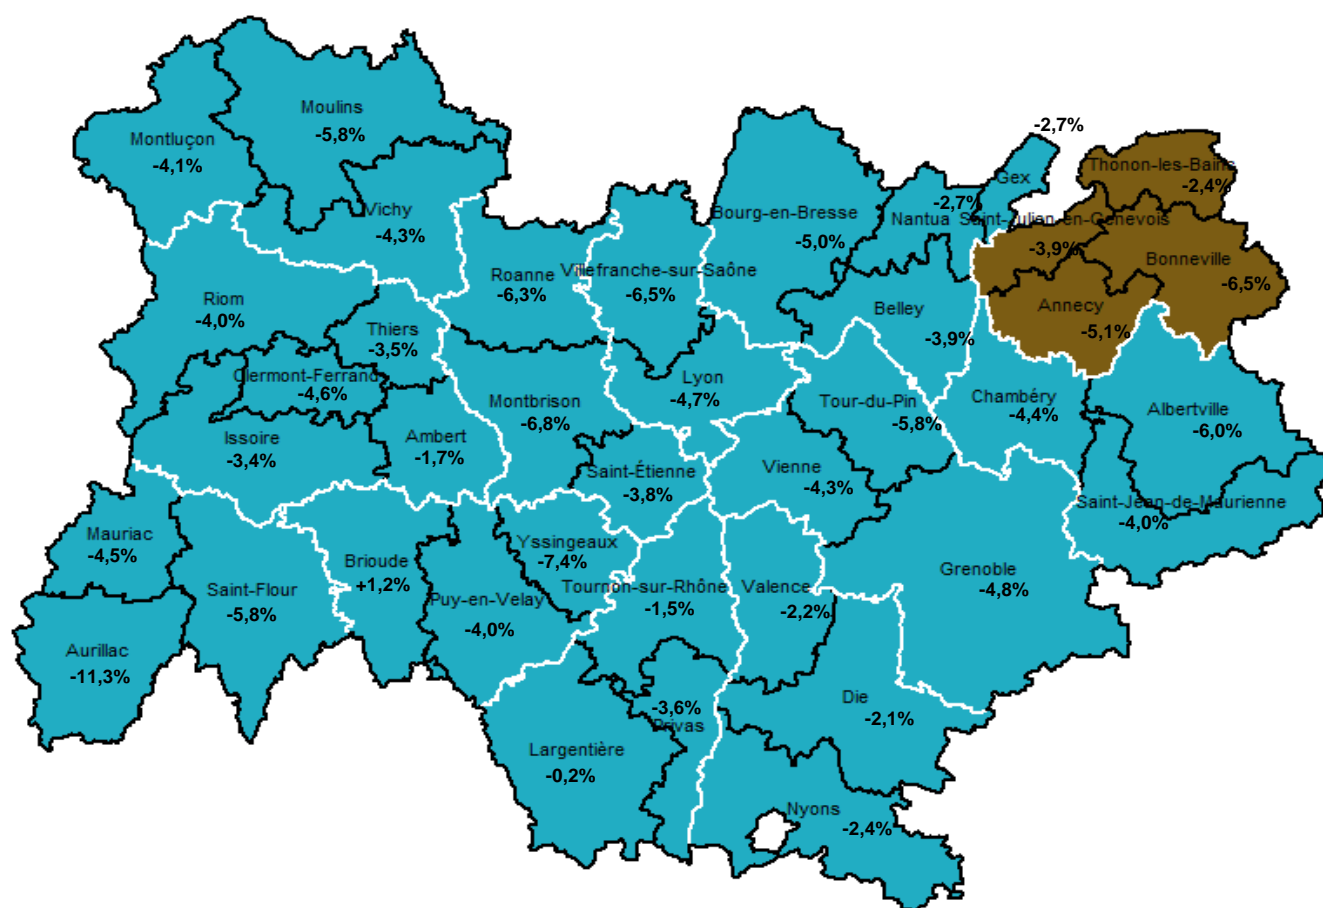 Moulins
-5,8%
Montluçon
-4,1%
-2,7%
Thonon-les-Bains
-2,4%
Gex
-2,7%
Vichy
-4,3%
Bourg-en-Bresse
-5,0%
Nantua
Saint-Julien-en-Genevois
-3,9%
Bonneville
-6,5%
Roanne
-6,3%
Villefranche-sur-Saône
-6,5%
Riom
-4,0%
Belley
-3,9%
Annecy
-5,1%
Thiers
-3,5%
Clermont-Ferrand
-4,6%
Lyon
-4,7%
Montbrison
-6,8%
Tour-du-Pin
-5,8%
Chambéry
-4,4%
Albertville
-6,0%
Issoire
-3,4%
Ambert
-1,7%
Saint-Étienne
-3,8%
Vienne
-4,3%
Saint-Jean-de-Maurienne
-4,0%
Mauriac
-4,5%
Yssingeaux
-7,4%
Brioude
+1,2%
Saint-Flour
-5,8%
Puy-en-Velay
-4,0%
Tournon-sur-Rhône
-1,5%
Valence
-2,2%
Grenoble
-4,8%
Aurillac
-11,3%
Die
-2,1%
-3,6%
Privas
Largentière
-0,2%
Nyons
-2,4%